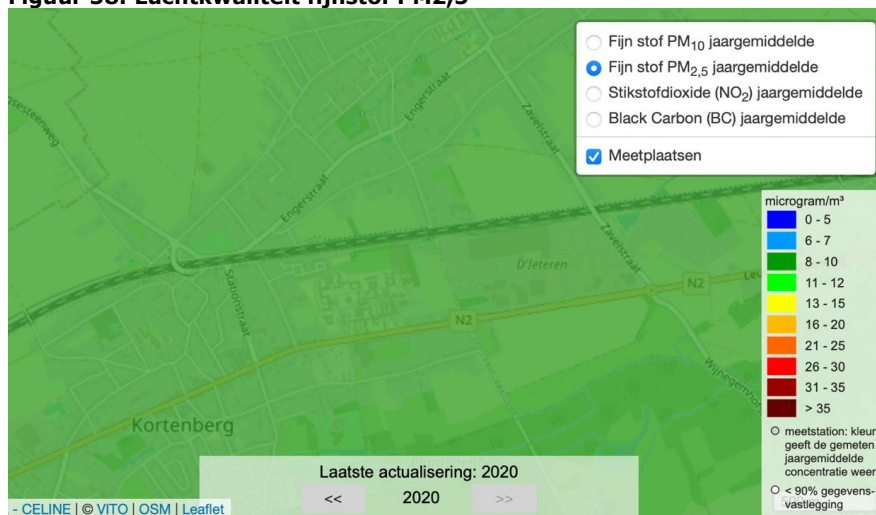 Fijn stof PM10 jaargemiddelde
Fijn stof PM2,5 jaargemiddelde
Stikstofdioxide (NO2) jaargemiddelde
Black Carbon (BC) jaargemiddelde
Meetplaatsen
Engerstraat
Zavelstraat
Engerstraat
Zavelstraat
Stationstraat
D'Ieteren
N2
N2
Kortenberg
microgram/m³
0 - 5
6 - 7
8 - 10
11 - 12
13 - 15
16 - 20
21 - 25
26 - 30
31 - 35
> 35
meetstation: kleur
geeft de gemeten
jaargemiddelde
concentratie weer
< 90% gegevens-
vastlegging
Laatste actualisering: 2020
<< 2020 >>
- CELINE | © VITO | OSM | Leaflet